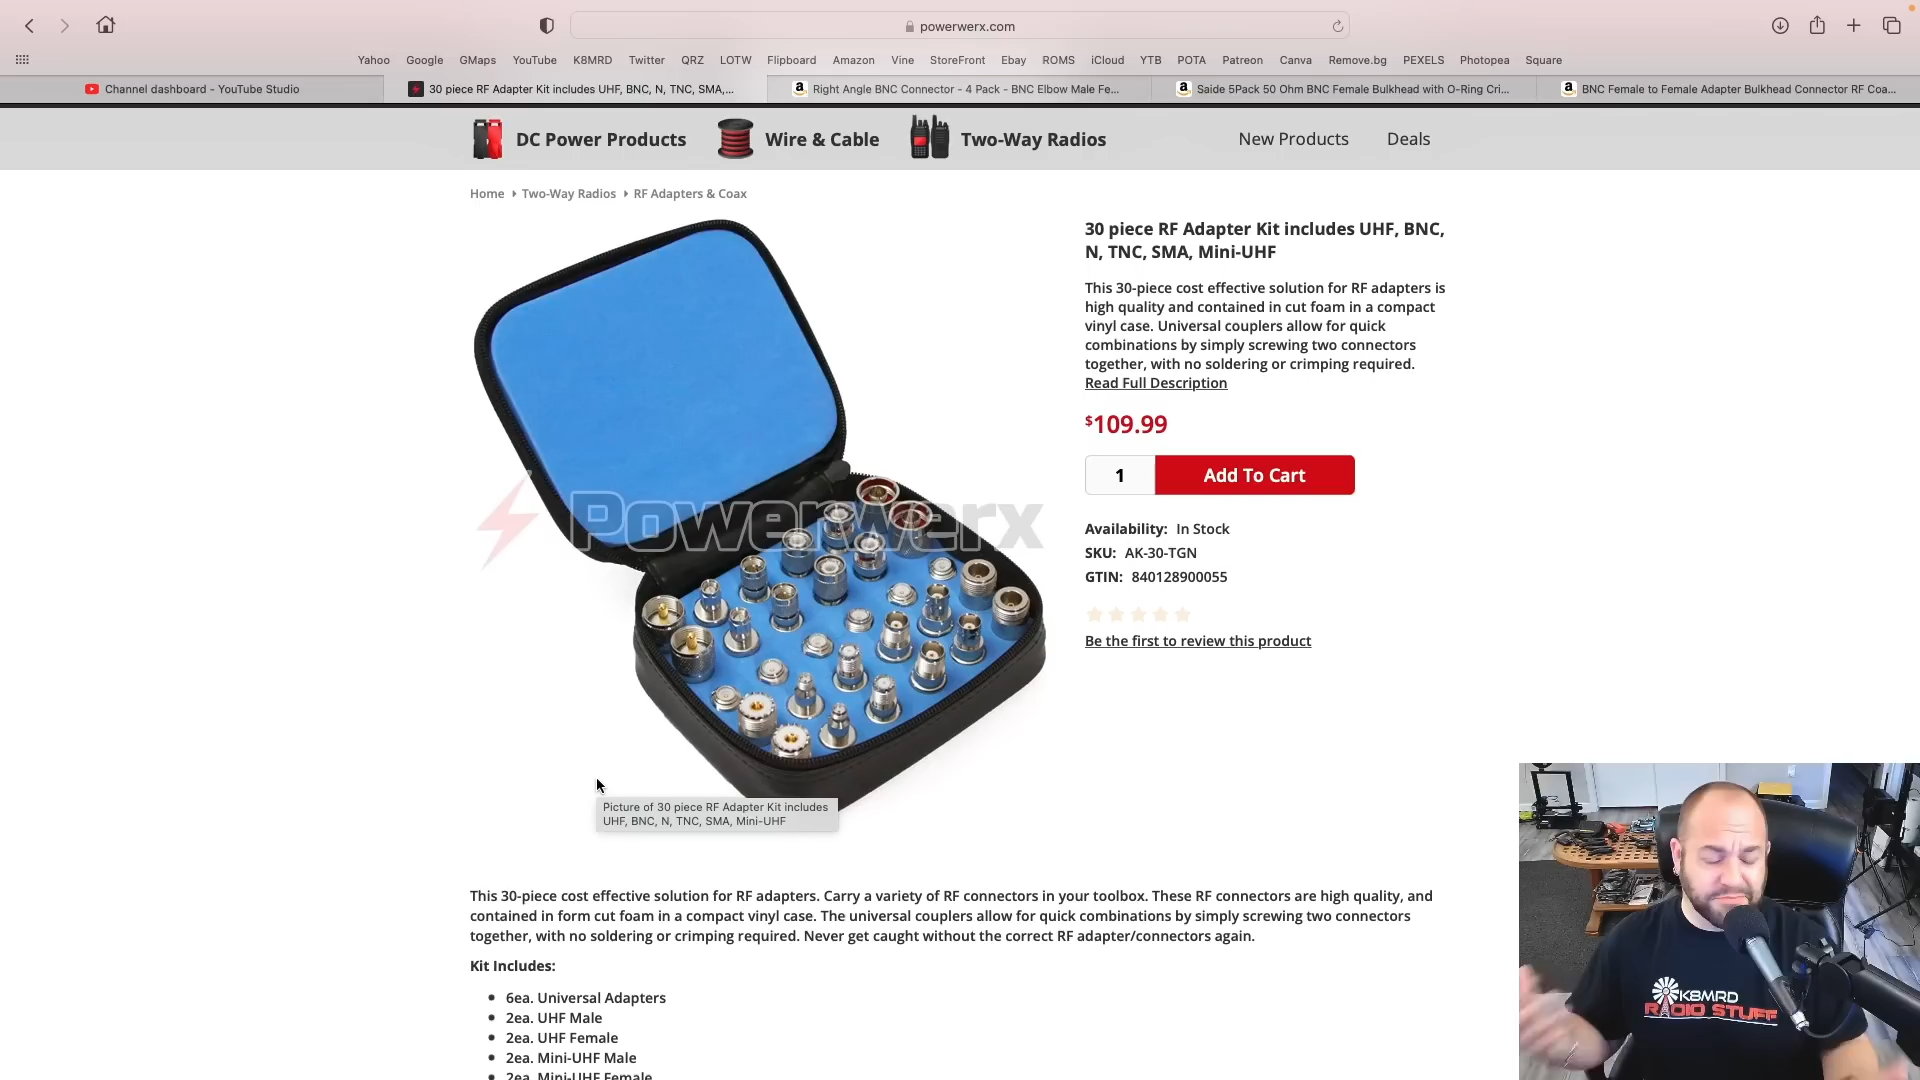 powerwerx.com
Yahoo Google GMaps YouTube K8MRD Twitter QRZ LOTW Flipboard Amazon Vine StoreFront Ebay ROMS iCloud YTB POTA Patreon Canva Remove.bg PEXELS Photopea Square
Channel dashboard - YouTube Studio
30 piece RF Adapter Kit includes UHF, BNC, N, TNC, SMA,...
Right Angle BNC Connector - 4 Pack - BNC Elbow Male Fe...
Saide 5Pack 50 Ohm BNC Female Bulkhead with O-Ring Cri...
BNC Female to Female Adapter Bulkhead Connector RF Coa...
DC Power Products Wire & Cable Two-Way Radios New Products Deals
Home Two-Way Radios RF Adapters & Coax
30 piece RF Adapter Kit includes UHF, BNC,
N, TNC, SMA, Mini-UHF
This 30-piece cost effective solution for RF adapters is
high quality and contained in cut foam in a compact
vinyl case. Universal couplers allow for quick
combinations by simply screwing two connectors
together, with no soldering or crimping required.
Read Full Description
$109.99
1 Add To Cart
Availability: In Stock
SKU: AK-30-TGN
GTIN: 840128900055
Be the first to review this product
Powerwerx
Picture of 30 piece RF Adapter Kit includes
UHF, BNC, N, TNC, SMA, Mini-UHF
This 30-piece cost effective solution for RF adapters. Carry a variety of RF connectors in your toolbox. These RF connectors are high quality, and
contained in form cut foam in a compact vinyl case. The universal couplers allow for quick combinations by simply screwing two connectors
together, with no soldering or crimping required. Never get caught without the correct RF adapter/connectors again.
Kit Includes:
6ea. Universal Adapters
2ea. UHF Male
2ea. UHF Female
2ea. Mini-UHF Male
2ea. Mini-UHF Female
K8MRD
RADIO STUFF